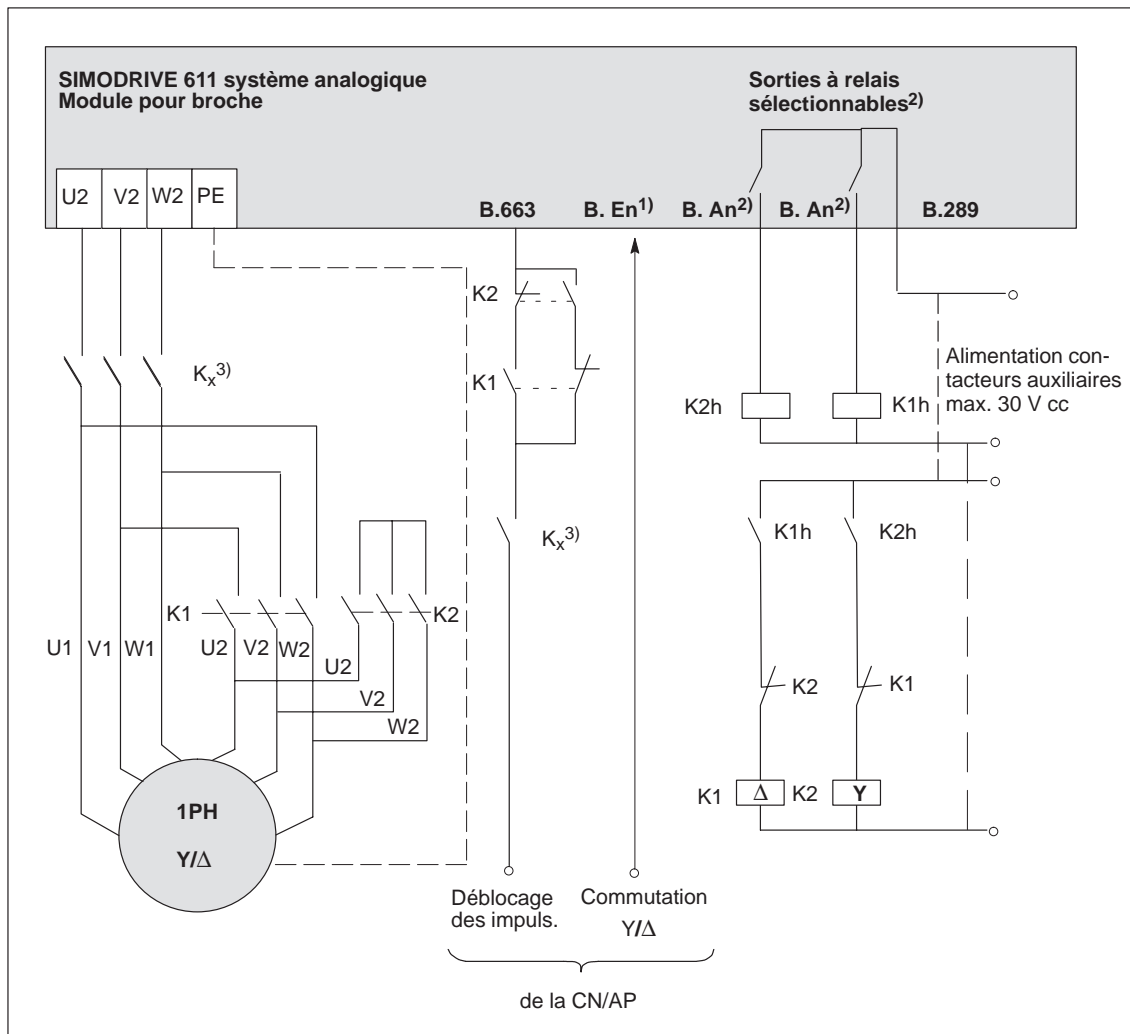 SIMODRIVE 611 système analogique
Module pour broche
Sorties à relais
sélectionnables2)
U2 V2 W2 PE
B.663 B. En1) B. An2) B. An2) B.289
K2
Kx3)
K1
Alimentation con-
tacteurs auxiliaires
max. 30 V cc
K2h K1h
Kx3)
K1h K2h
K1 K2
U1 V1 W1 U2 V2 W2
U2
V2
W2
K2 K1
K1 Δ K2 Y
1PH
Y/Δ
Déblocage
des impuls.
Commutation
Y/Δ
de la CN/AP